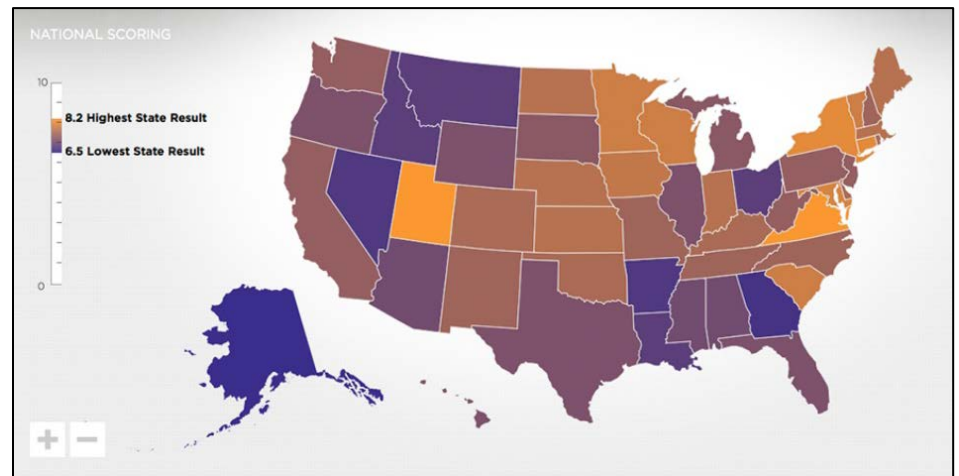 NATIONAL SCORING
10
8.2 Highest State Result
6.5 Lowest State Result
0
+ −